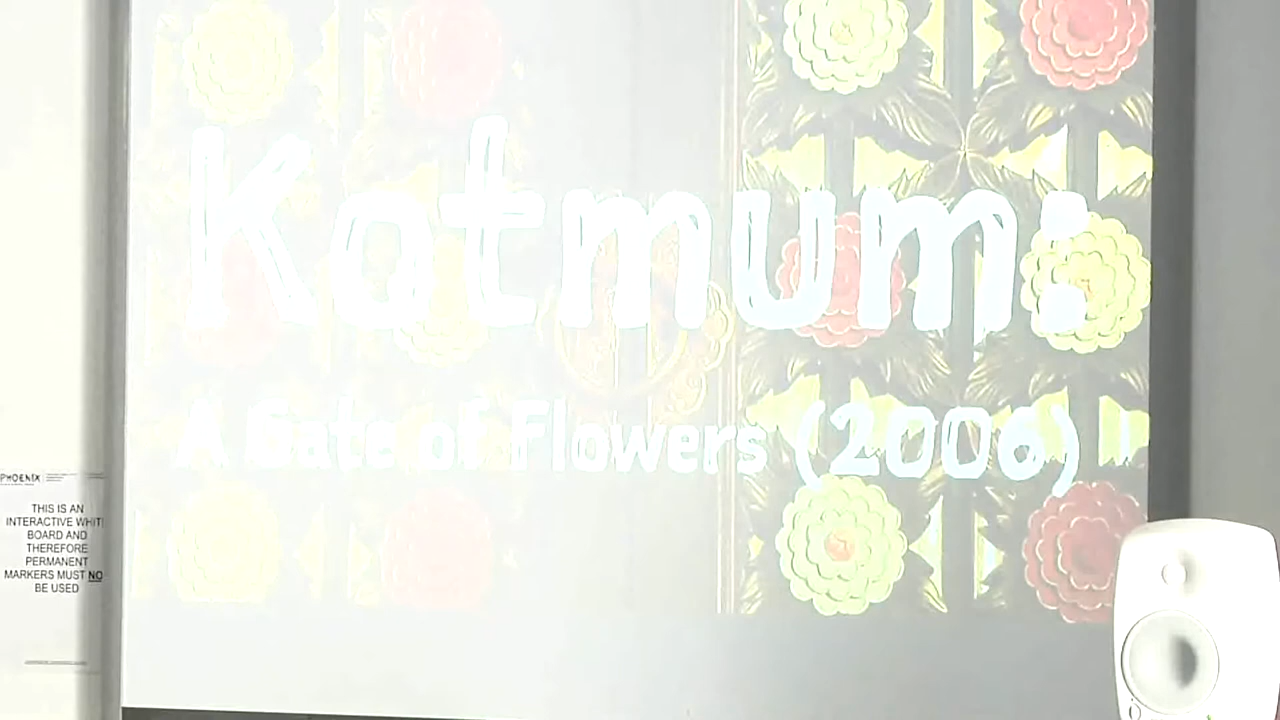 Kotmum:
A Gate of Flowers (2006)
PHOENIX
THIS IS AN
INTERACTIVE WHIT
BOARD AND
THEREFORE
PERMANENT
MARKERS MUST NO
BE USED